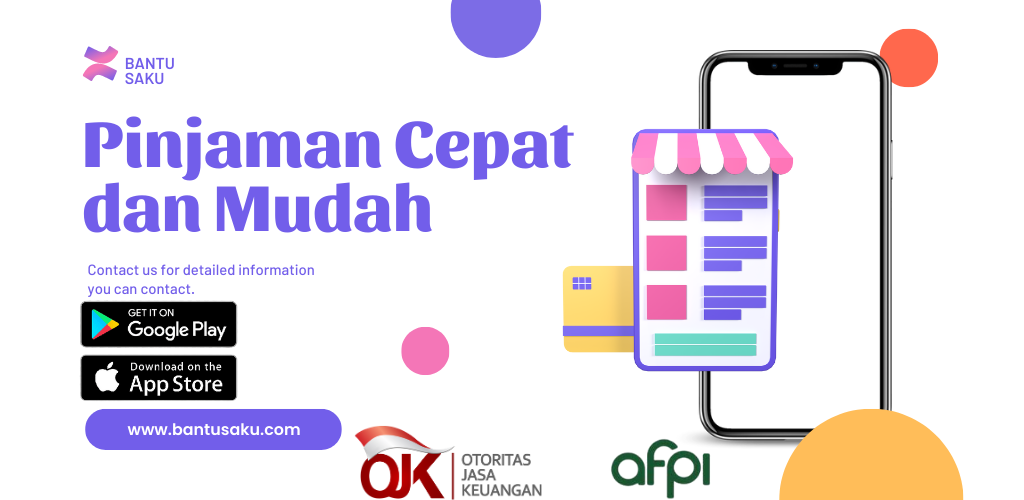 BANTU
SAKU
Pinjaman Cepat
dan Mudah
Contact us for detailed information
you can contact.
GET IT ON
Google Play
Download on the
App Store
www.bantusaku.com
OJK
OTORITAS
JASA
KEUANGAN
afpi